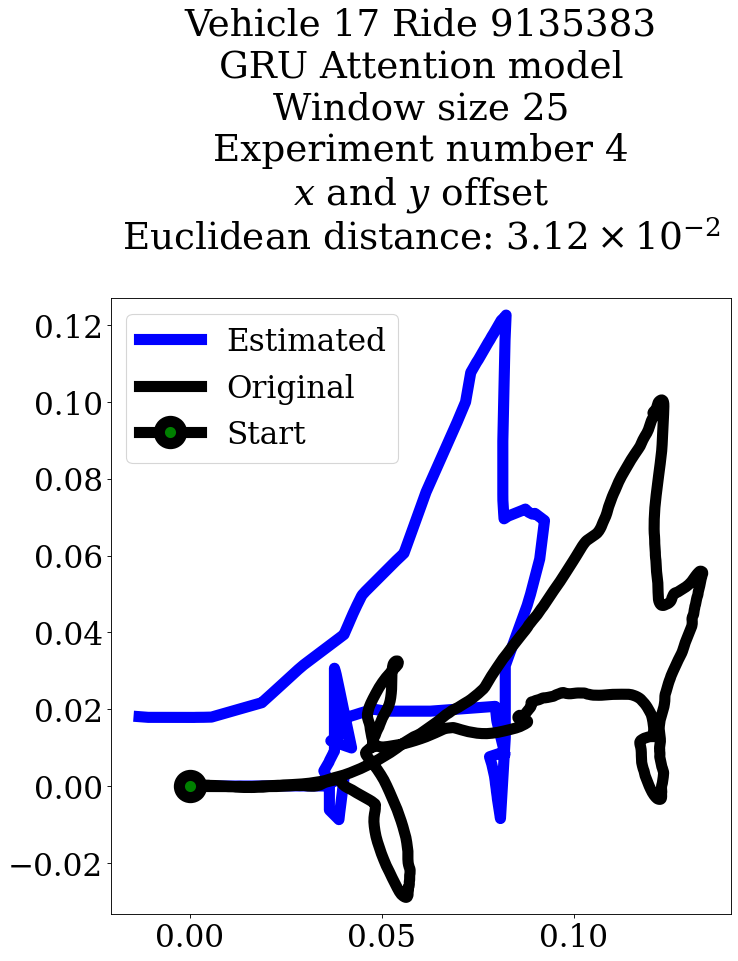 Vehicle 17 Ride 9135383
GRU Attention model
Window size 25
Experiment number 4
x and y offset
Euclidean distance: 3.12 × 10⁻²
Estimated
Original
Start
0.12
0.10
0.08
0.06
0.04
0.02
0.00
−0.02
0.00 0.05 0.10